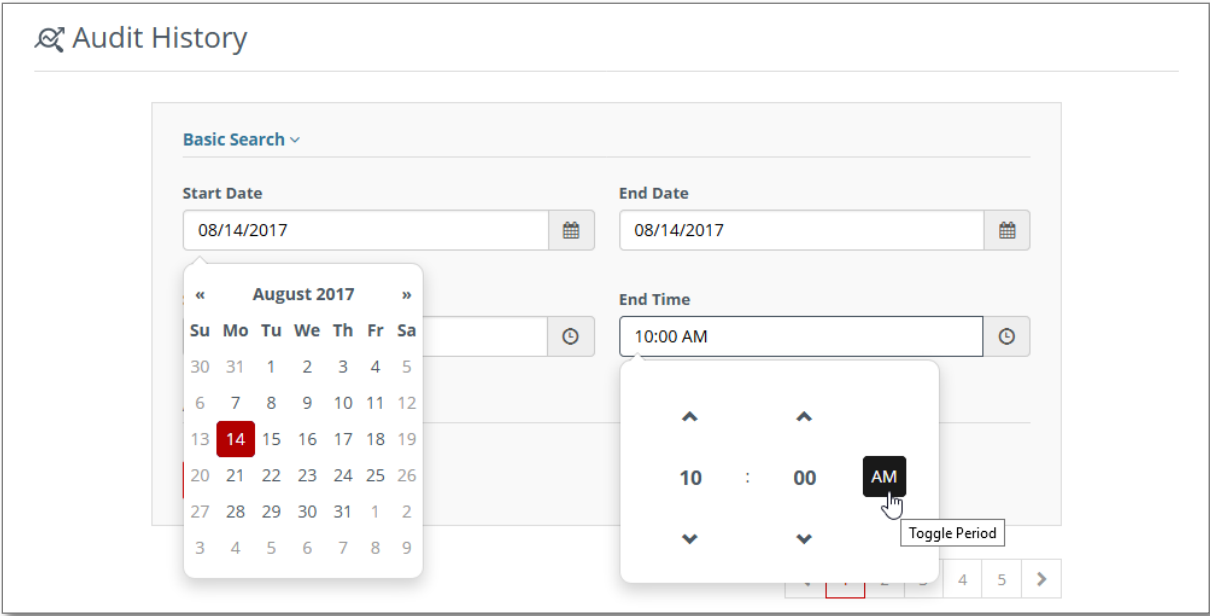 Audit History
Basic Search
Start Date
End Date
08/14/2017
08/14/2017
« August 2017 »
Su Mo Tu We Th Fr Sa
30 31 1 2 3 4 5
6 7 8 9 10 11 12
13 14 15 16 17 18 19
20 21 22 23 24 25 26
27 28 29 30 31 1 2
3 4 5 6 7 8 9
End Time
10:00 AM
10 : 00 AM
Toggle Period
4 5